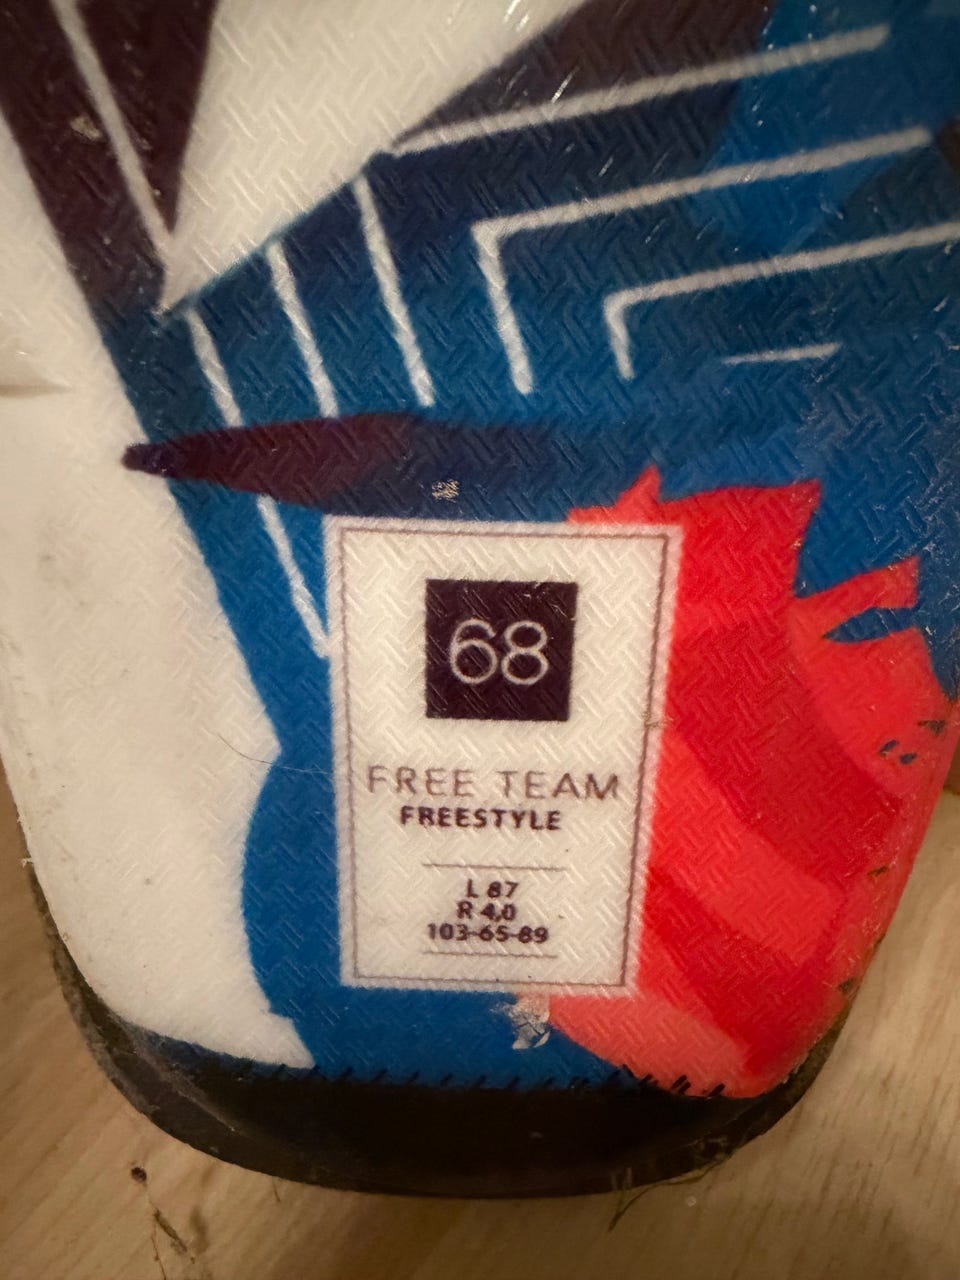 68
FREE TEAM
FREESTYLE
L 87
R 4,0
103-65-89